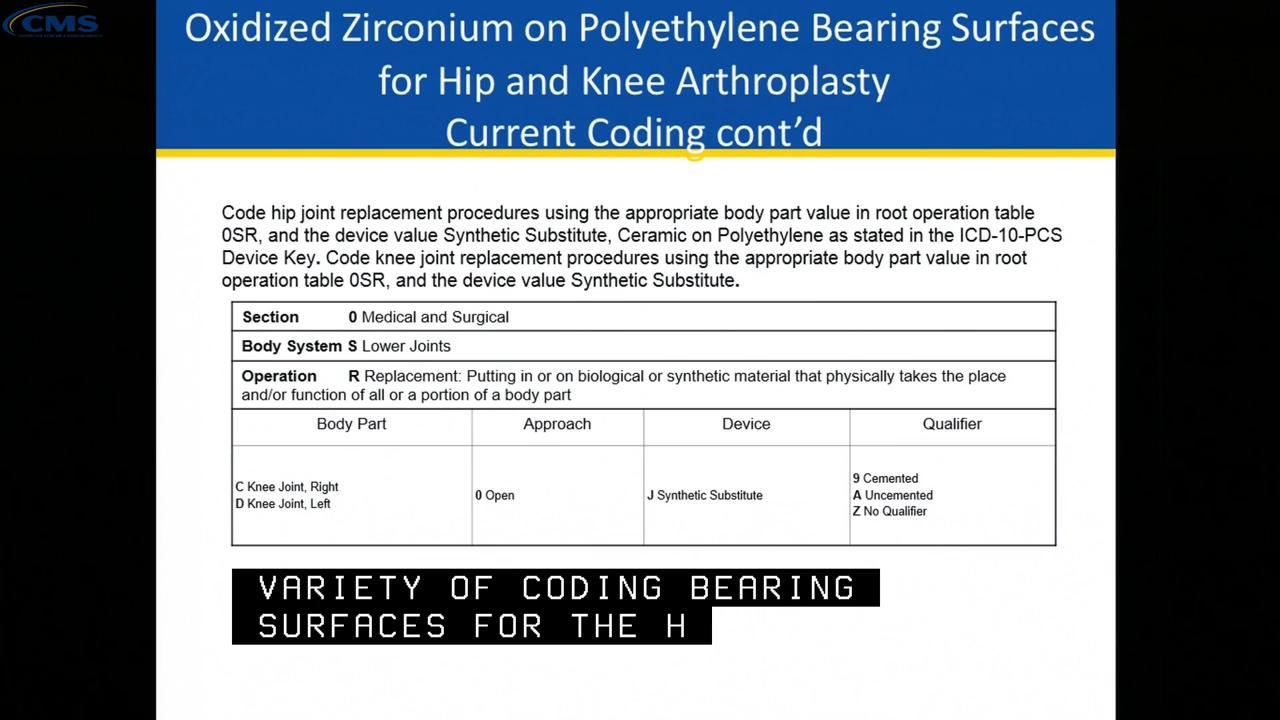 CMS
Oxidized Zirconium on Polyethylene Bearing Surfaces
for Hip and Knee Arthroplasty
Current Coding cont’d
Code hip joint replacement procedures using the appropriate body part value in root operation table
0SR, and the device value Synthetic Substitute, Ceramic on Polyethylene as stated in the ICD-10-PCS
Device Key. Code knee joint replacement procedures using the appropriate body part value in root
operation table 0SR, and the device value Synthetic Substitute.
Section 0 Medical and Surgical
Body System S Lower Joints
Operation R Replacement: Putting in or on biological or synthetic material that physically takes the place
and/or function of all or a portion of a body part
Body Part Approach Device Qualifier
C Knee Joint, Right
D Knee Joint, Left
0 Open
J Synthetic Substitute
9 Cemented
A Uncemented
Z No Qualifier
VARIETY OF CODING BEARING
SURFACES FOR THE H